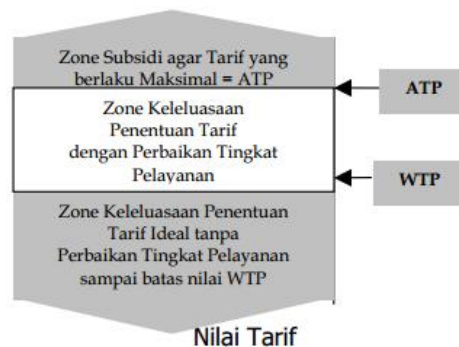 Zone Subsidi agar Tarif yang
berlaku Maksimal = ATP
ATP
Zone Keleluasaan
Penentuan Tarif
dengan Perbaikan Tingkat
Pelayanan
WTP
Zone Keleluasaan Penentuan
Tarif Ideal tanpa
Perbaikan Tingkat Pelayanan
sampai batas nilai WTP
Nilai Tarif